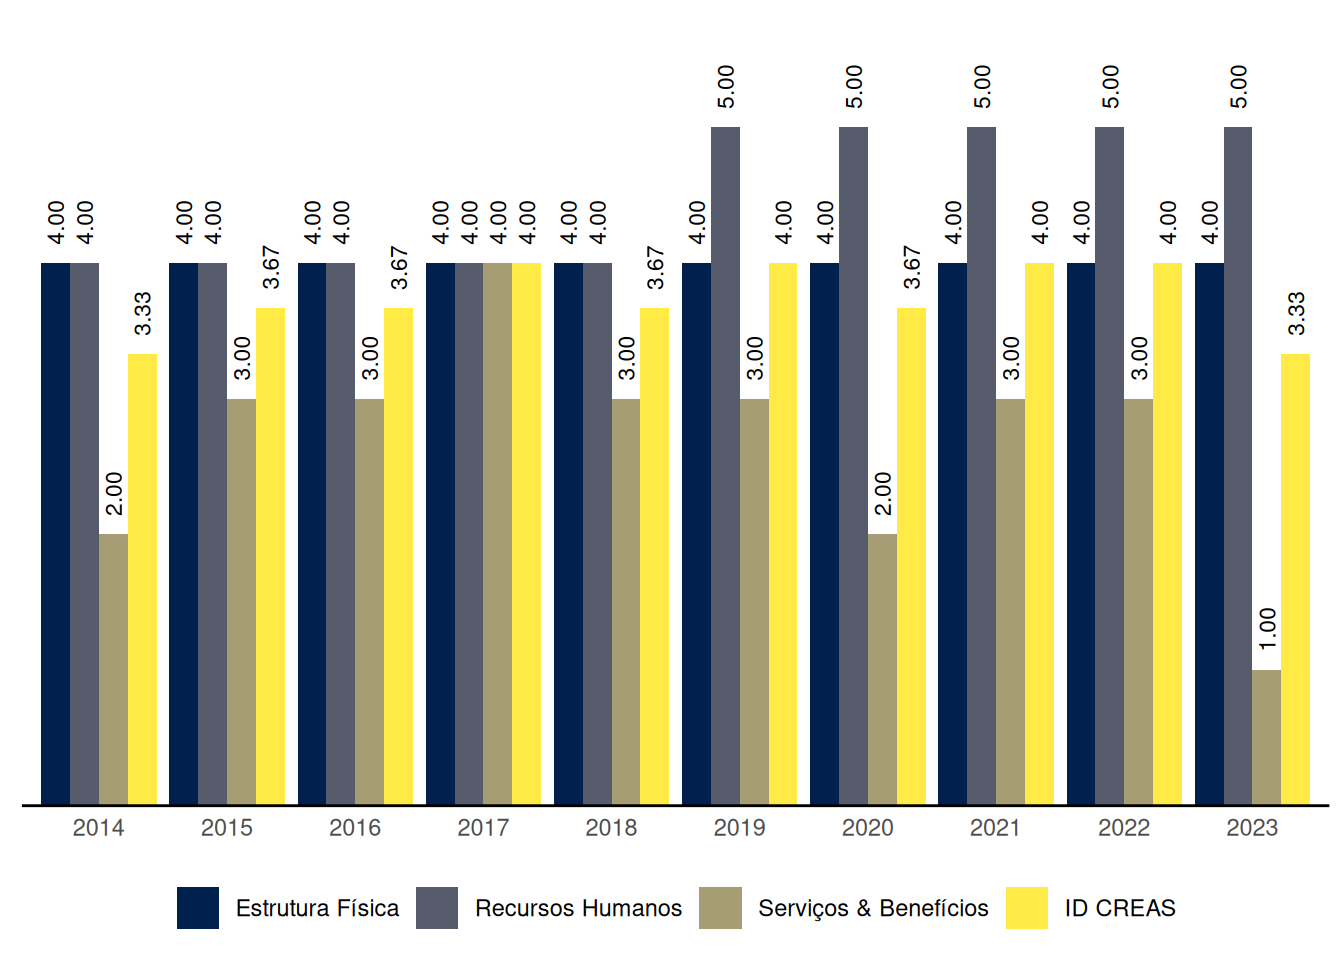 5.00 5.00 5.00 5.00 5.00
4.00 4.00 4.00 4.00 4.00 4.00 4.00 4.00 4.00 4.00 4.00 4.00 4.00 4.00 4.00 4.00 4.00 4.00 4.00 4.00
3.67 3.67 3.67 3.67
3.33 3.33
3.00 3.00 3.00 3.00 3.00 3.00
2.00 2.00
1.00
2014 2015 2016 2017 2018 2019 2020 2021 2022 2023
Estrutura Física Recursos Humanos Serviços & Benefícios ID CREAS